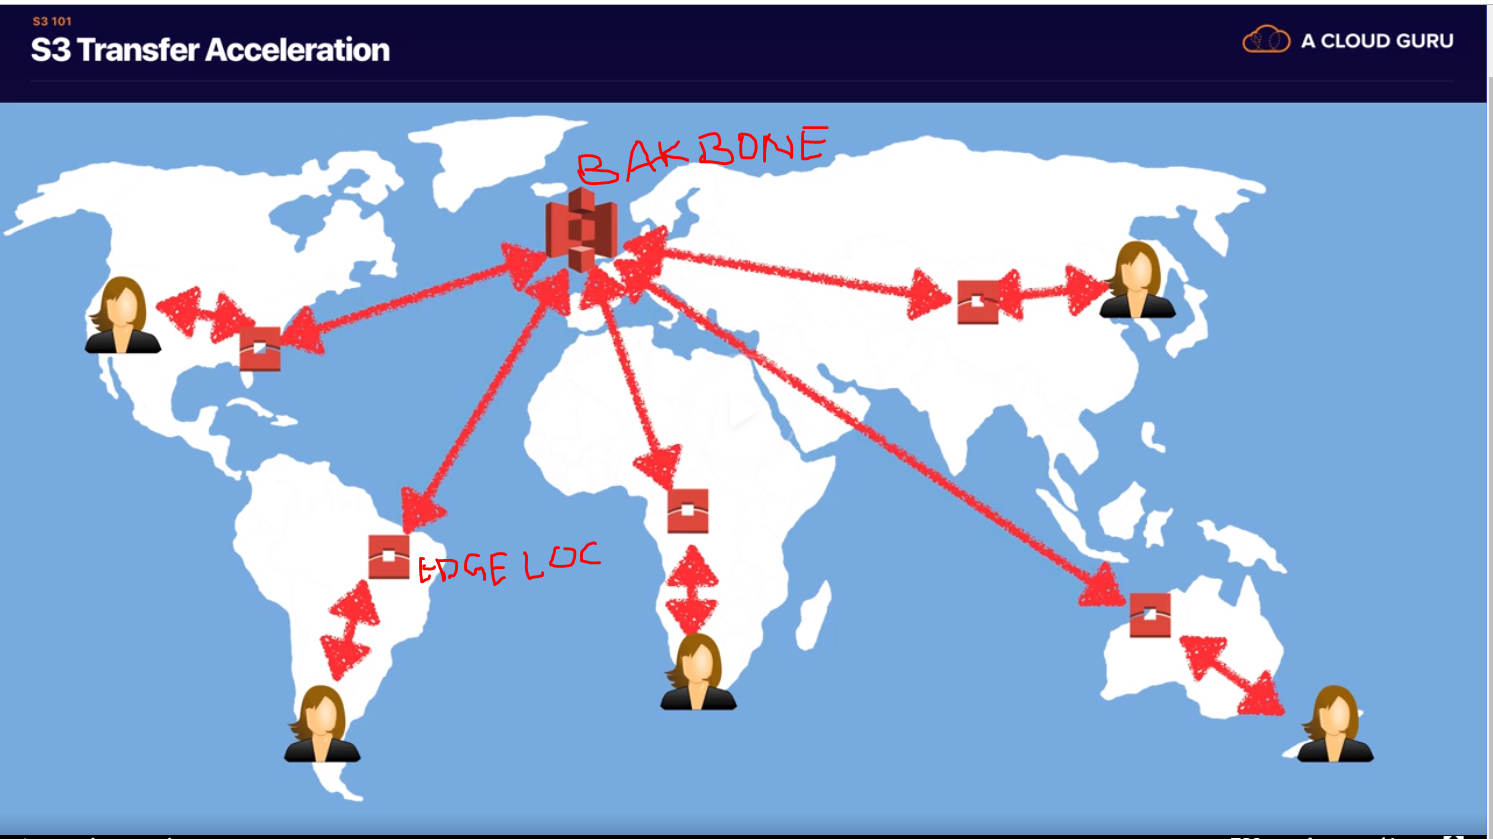 S3 101
S3 Transfer Acceleration
A CLOUD GURU
BAKBONE
EDGE LOC